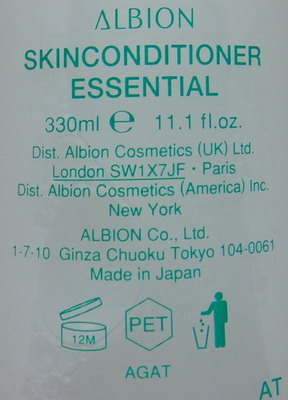 ALBION
SKINCONDITIONER
ESSENTIAL
330ml ℮ 11.1 fl.oz.
Dist. Albion Cosmetics (UK) Ltd.
London SW1X7JF · Paris
Dist. Albion Cosmetics (America) Inc.
New York
ALBION Co., Ltd.
1-7-10 Ginza Chuoku Tokyo 104-0061
Made in Japan
12M
PET
AGAT
AT